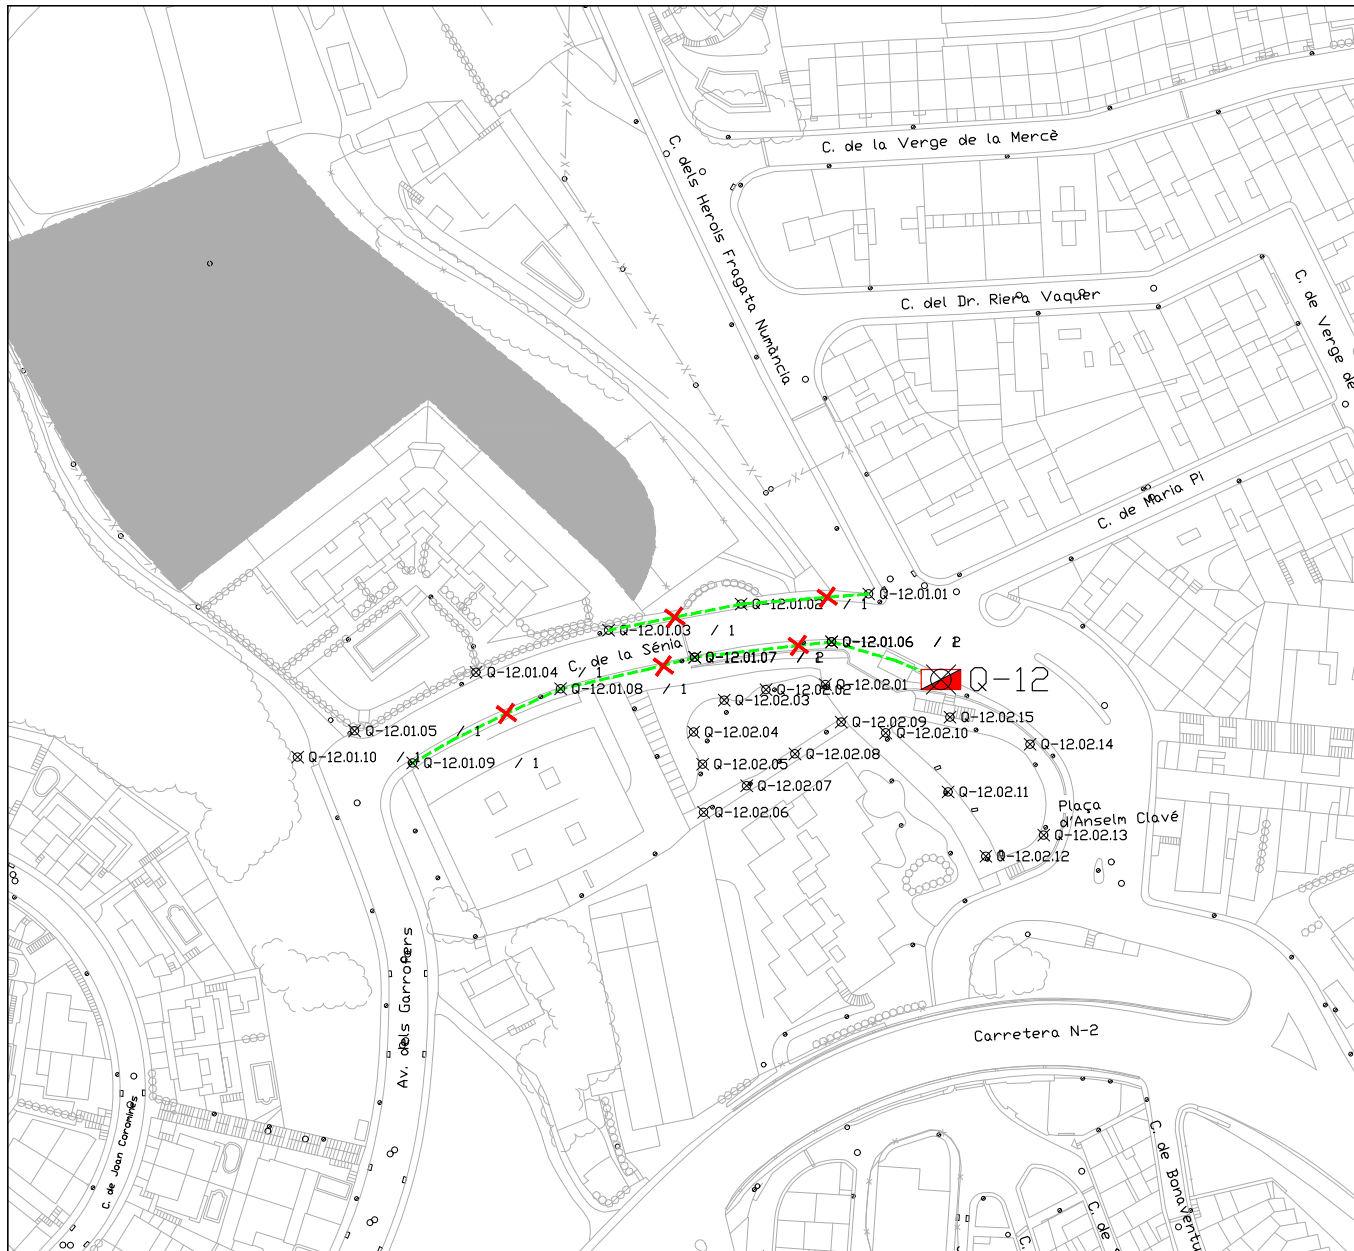 C. de la Verge de la Mercè
C. dels Herois Fragata Numància
C. del Dr. Riera Vaquer
C. de Verge de
C. de Maria Pi
Q-12.01.01
Q-12.01.02 / 1
Q-12.01.03 / 1
Q-12.01.06 /
C. de la Sénia
Q-12.01.07 /
Q-12.01.04 / 1
Q-12
Q-12.02.01
Q-12.01.08 / 1
Q-12.02.02
Q-12.02.03
Q-12.02.15
Q-12.02.09
Q-12.01.05 / 1
Q-12.02.04
Q-12.02.10
Q-12.02.14
Q-12.02.08
Q-12.01.10 / 1
Q-12.01.09 / 1
Q-12.02.05
Q-12.02.07
Q-12.02.11
Plaça
d'Anselm Clavé
Q-12.02.06
Q-12.02.13
Q-12.02.12
Av. dels Garrofers
Carretera N-2
C. de Joan Coromines
C. de Bonaventu
C. de
C.